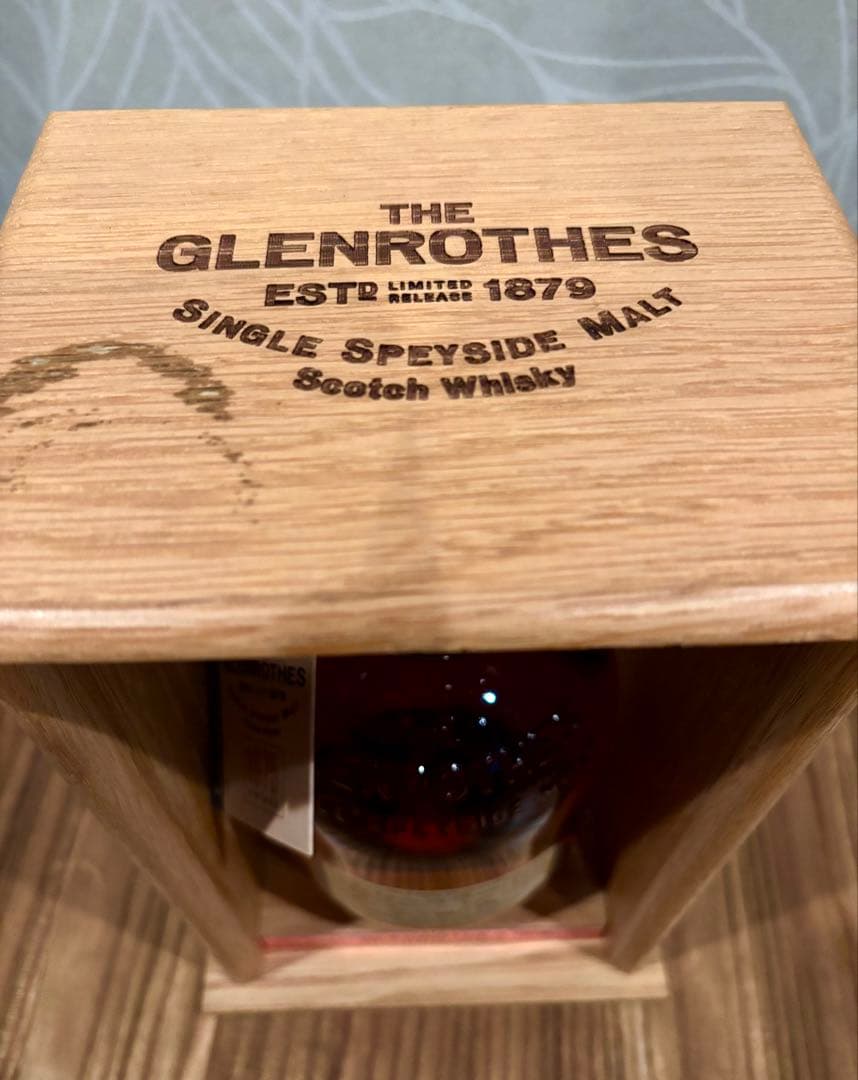 THE
GLENROTHES
ESTD LIMITED RELEASE 1879
SINGLE SPEYSIDE MALT
Scotch Whisky
GLENROTHES